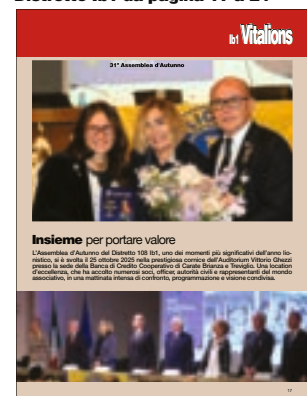 Distretto Ib1 da pagina 17 a 24
Ib1 Vitalions
31ª Assemblea d'Autunno
Insieme per portare valore
L'Assemblea d'Autunno del Distretto 108 Ib1, uno dei momenti più significativi dell'anno lio-
nistico, si è svolta il 25 ottobre 2025 nella prestigiosa cornice dell'Auditorium Vittorio Ghezzi
presso la sede della Banca di Credito Cooperativo di Carate Brianza e Treviglio. Una location
d'eccellenza, che ha accolto numerosi soci, officer, autorità civili e rappresentanti del mondo
associativo, in una mattinata intensa di confronto, programmazione e visione condivisa.
17